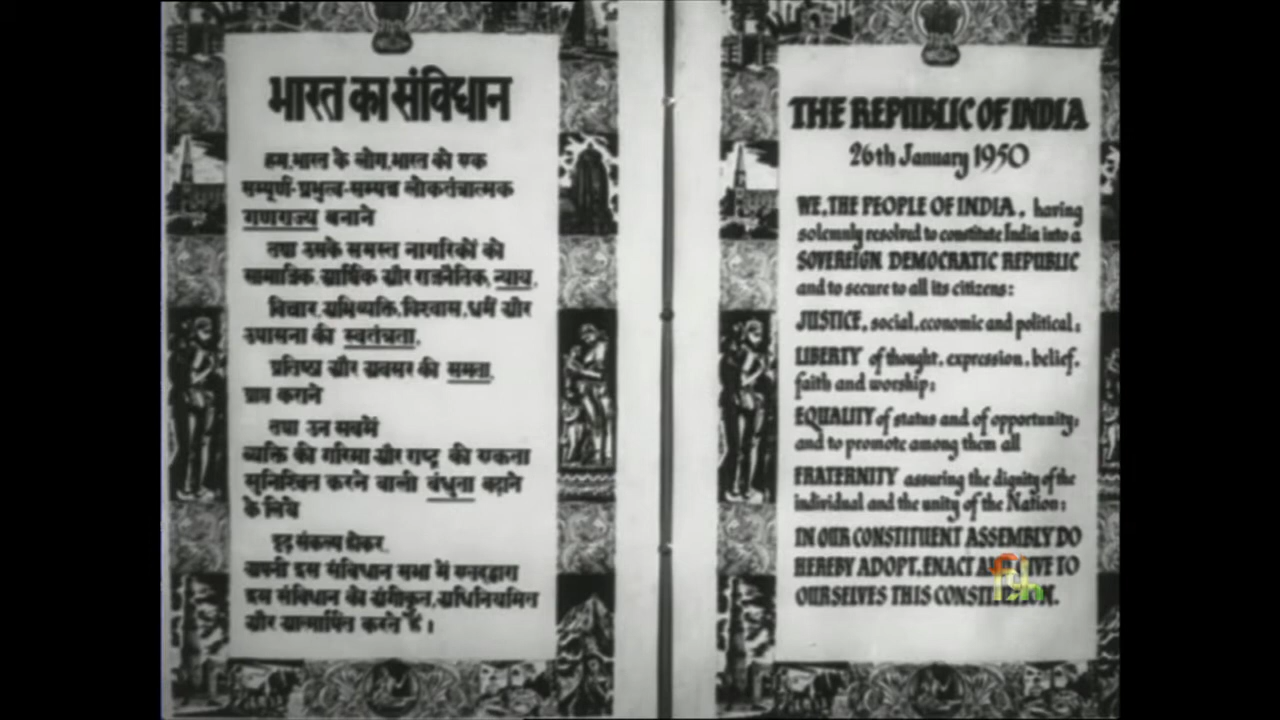 भारत का संविधान
हम, भारत के लोग, भारत को एक
सम्पूर्ण-प्रभुत्व-सम्पन्न लोकतंत्रात्मक
गणराज्य बनाने
तथा उसके समस्त नागरिकों को
सामाजिक आर्थिक और राजनैतिक, न्याय,
विचार, अभिव्यक्ति, विश्वास, धर्म और
उपासना की स्वतंत्रता,
प्रतिष्ठा और अवसर की समता,
प्राप्त कराने
तथा उन सबमें
व्यक्ति की गरिमा और राष्ट्र की एकता
सुनिश्चित करने वाली बंधुता बढ़ाने
के लिये
दृढ़ संकल्प होकर,
अपनी इस संविधान सभा में एतद्द्वारा
इस संविधान को अंगीकृत, अधिनियमित
और आत्मार्पित करते हैं।
THE REPUBLIC OF INDIA
26th January 1950
WE, THE PEOPLE OF INDIA, having
solemnly resolved to constitute India into a
SOVEREIGN DEMOCRATIC REPUBLIC
and to secure to all its citizens:
JUSTICE, social, economic and political;
LIBERTY of thought, expression, belief,
faith and worship;
EQUALITY of status and of opportunity;
and to promote among them all
FRATERNITY assuring the dignity of the
individual and the unity of the Nation;
IN OUR CONSTITUENT ASSEMBLY DO
HEREBY ADOPT, ENACT AND GIVE TO
OURSELVES THIS CONSTITUTION.